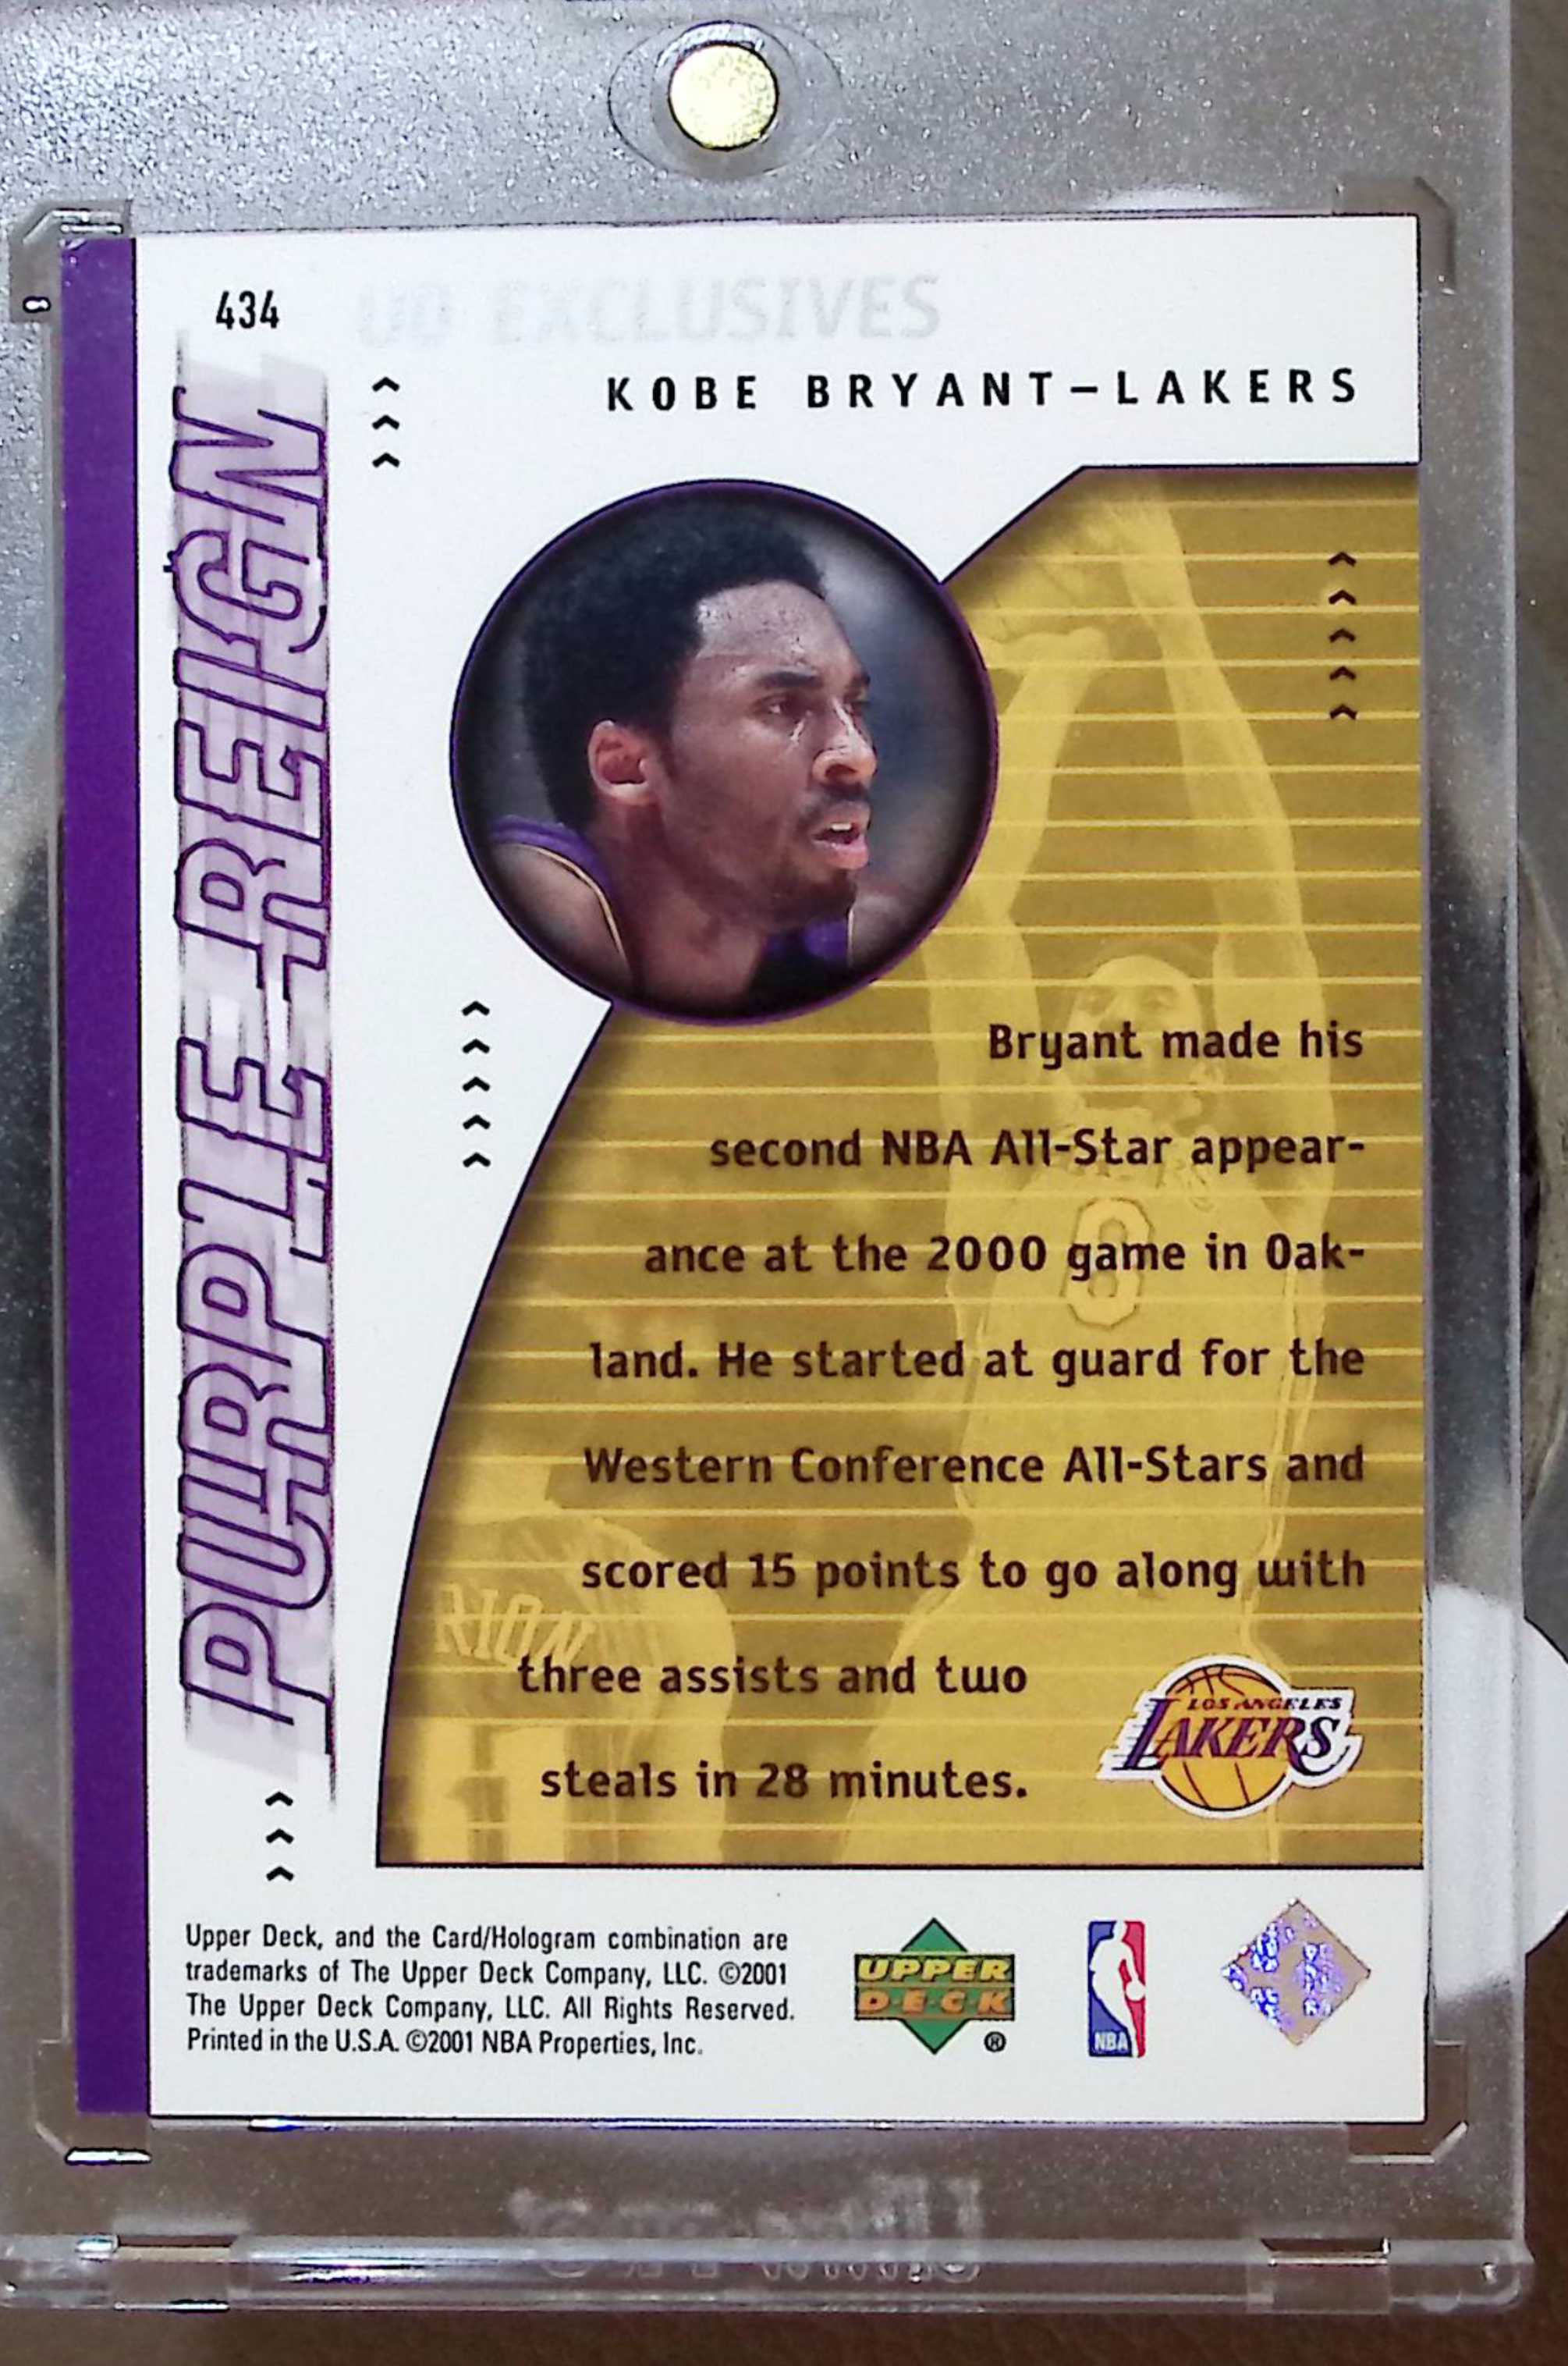 434
UD EXCLUSIVES
KOBE BRYANT–LAKERS
PURPLE REIGN
Bryant made his
second NBA All-Star appear-
ance at the 2000 game in Oak-
land. He started at guard for the
Western Conference All-Stars and
scored 15 points to go along with
three assists and two
steals in 28 minutes.
8
LOS ANGELES
LAKERS
Upper Deck, and the Card/Hologram combination are
trademarks of The Upper Deck Company, LLC. ©2001
The Upper Deck Company, LLC. All Rights Reserved.
Printed in the U.S.A. ©2001 NBA Properties, Inc.
UPPER
D·E·C·K
®
NBA